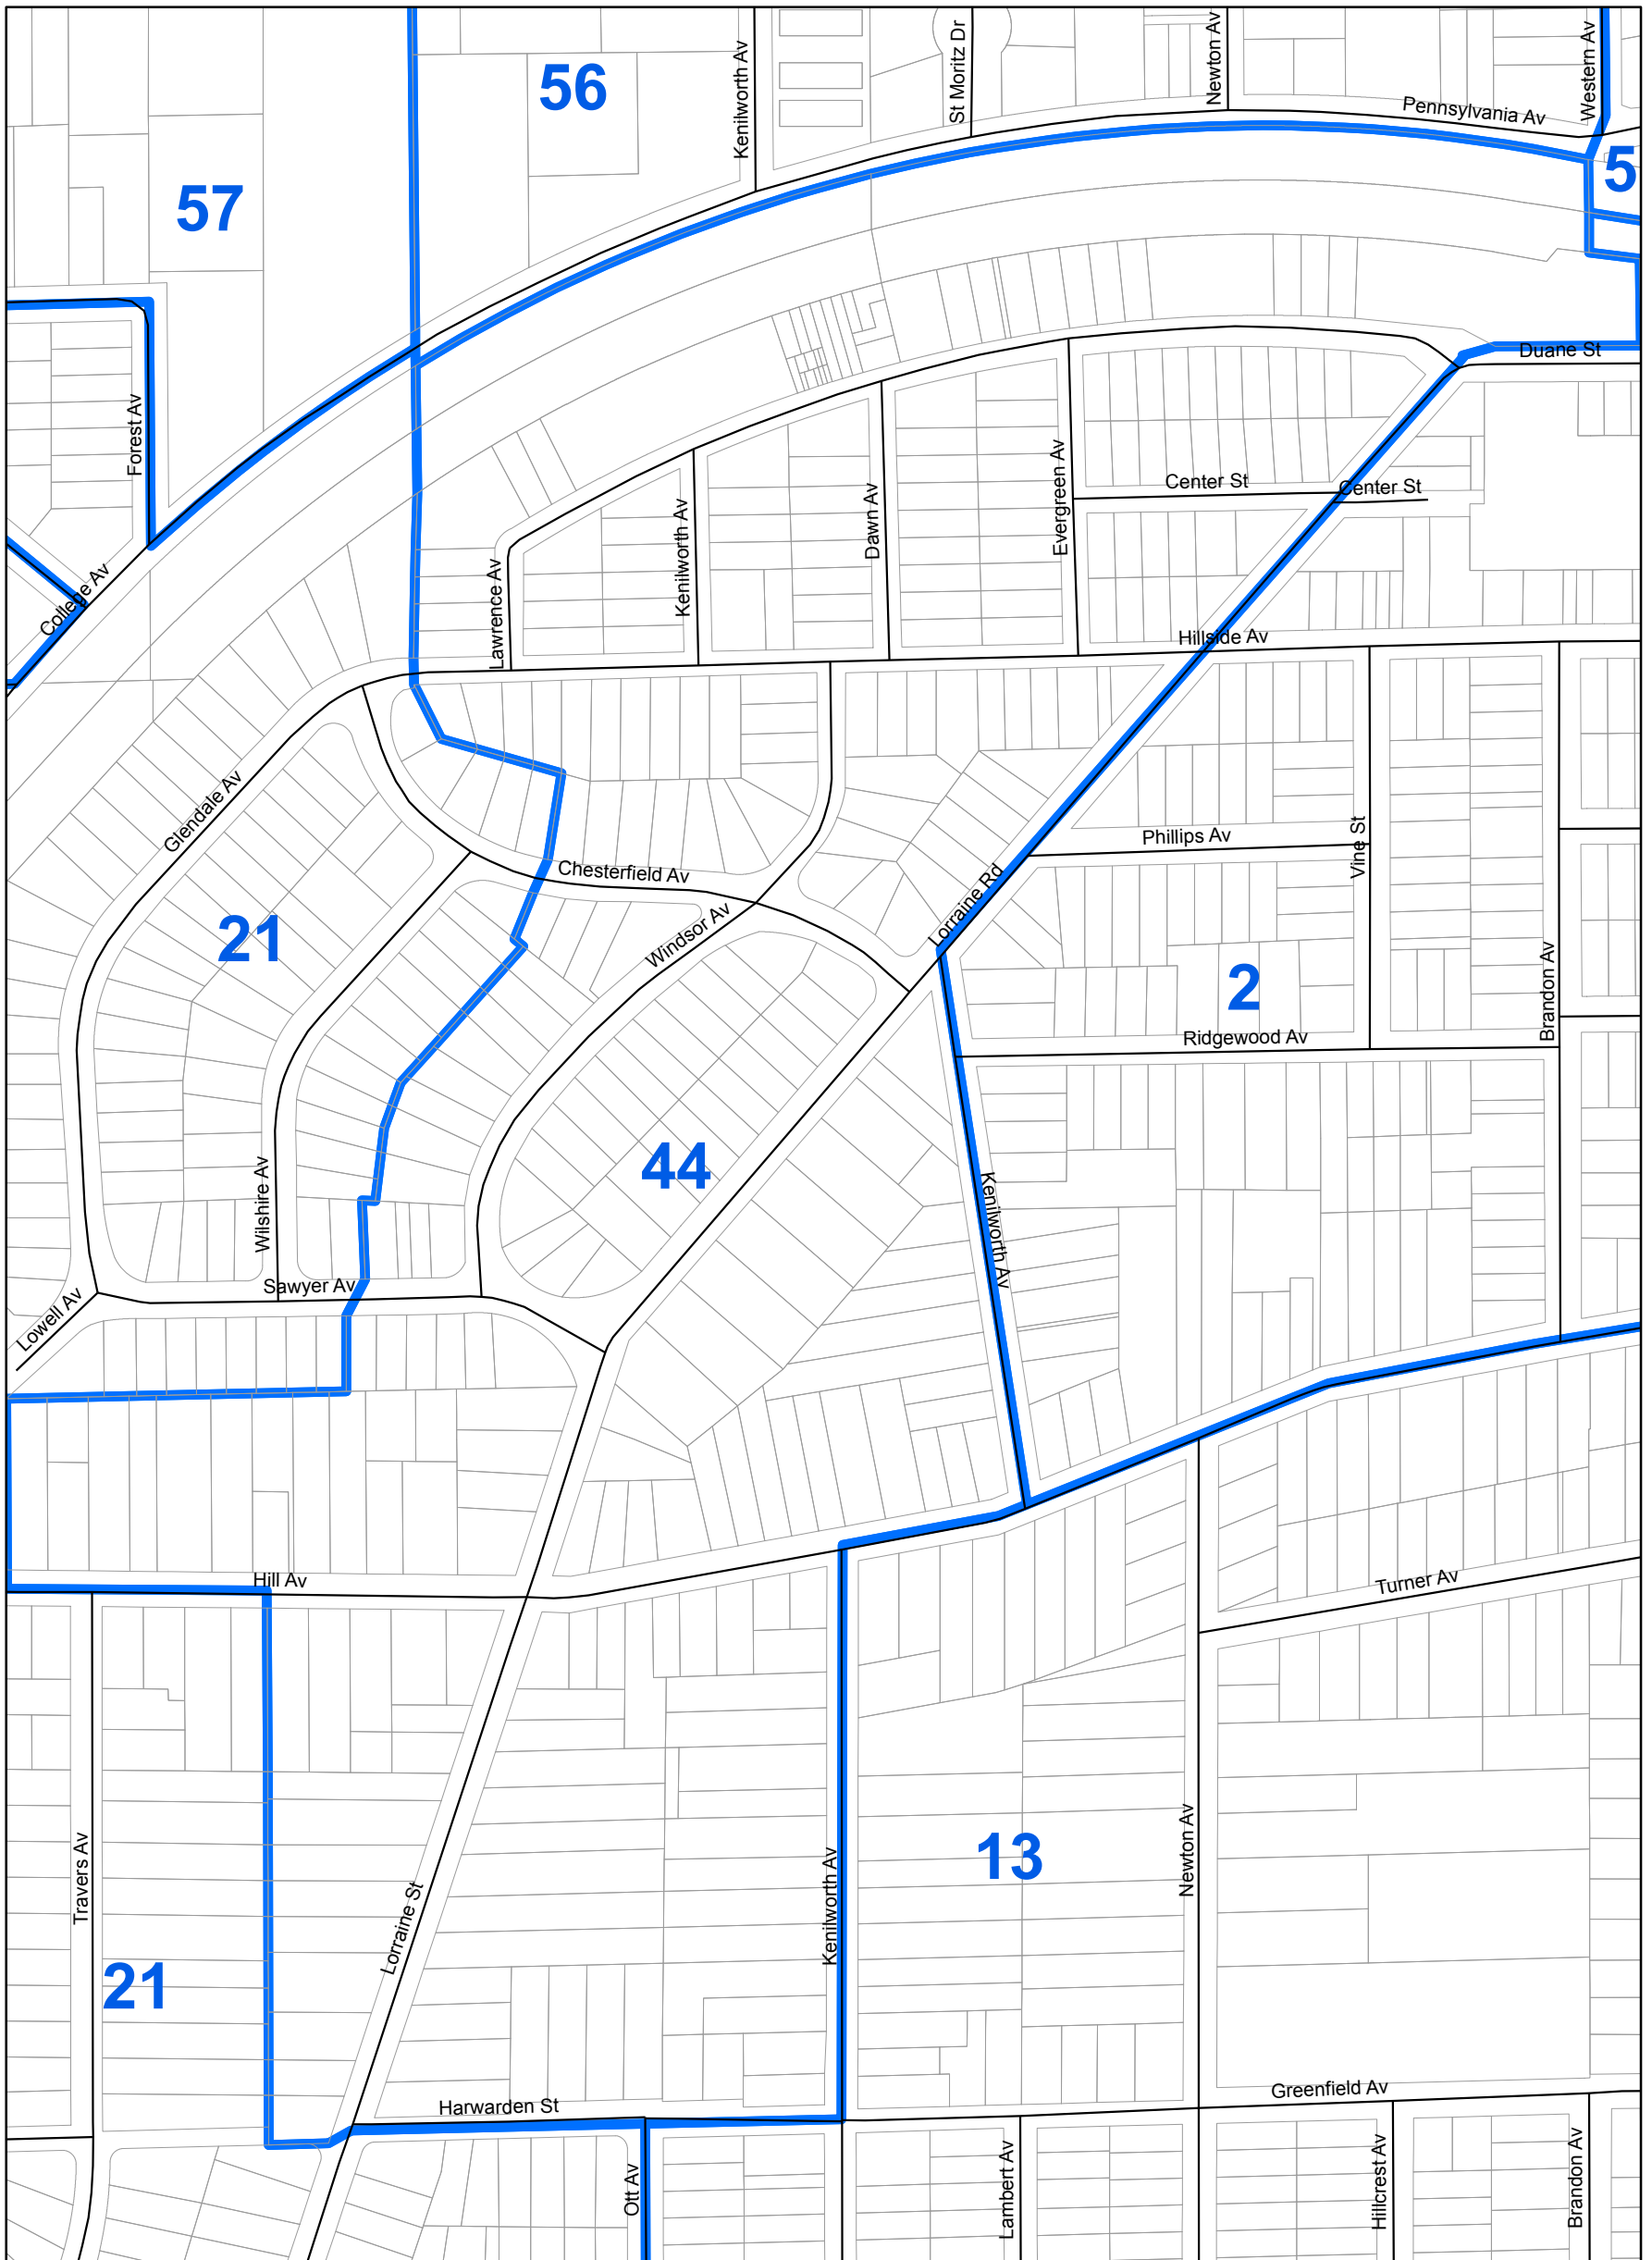 Kenilworth Av
St Moritz Dr
Newton Av
Western Av
56
Pennsylvania Av
5
57
Duane St
Forest Av
Center St
Center St
Evergreen Av
Dawn Av
Kenilworth Av
College Av
Lawrence Av
Hillside Av
Glendale Av
Phillips Av
Vine St
Chesterfield Av
Lorraine Rd
Windsor Av
21
2
Brandon Av
Ridgewood Av
44
Wilshire Av
Kenilworth Av
Sawyer Av
Lowell Av
Hill Av
Turner Av
Travers Av
Lorraine St
Kenilworth Av
13
Newton Av
21
Harwarden St
Greenfield Av
Ott Av
Lambert Av
Hillcrest Av
Brandon Av